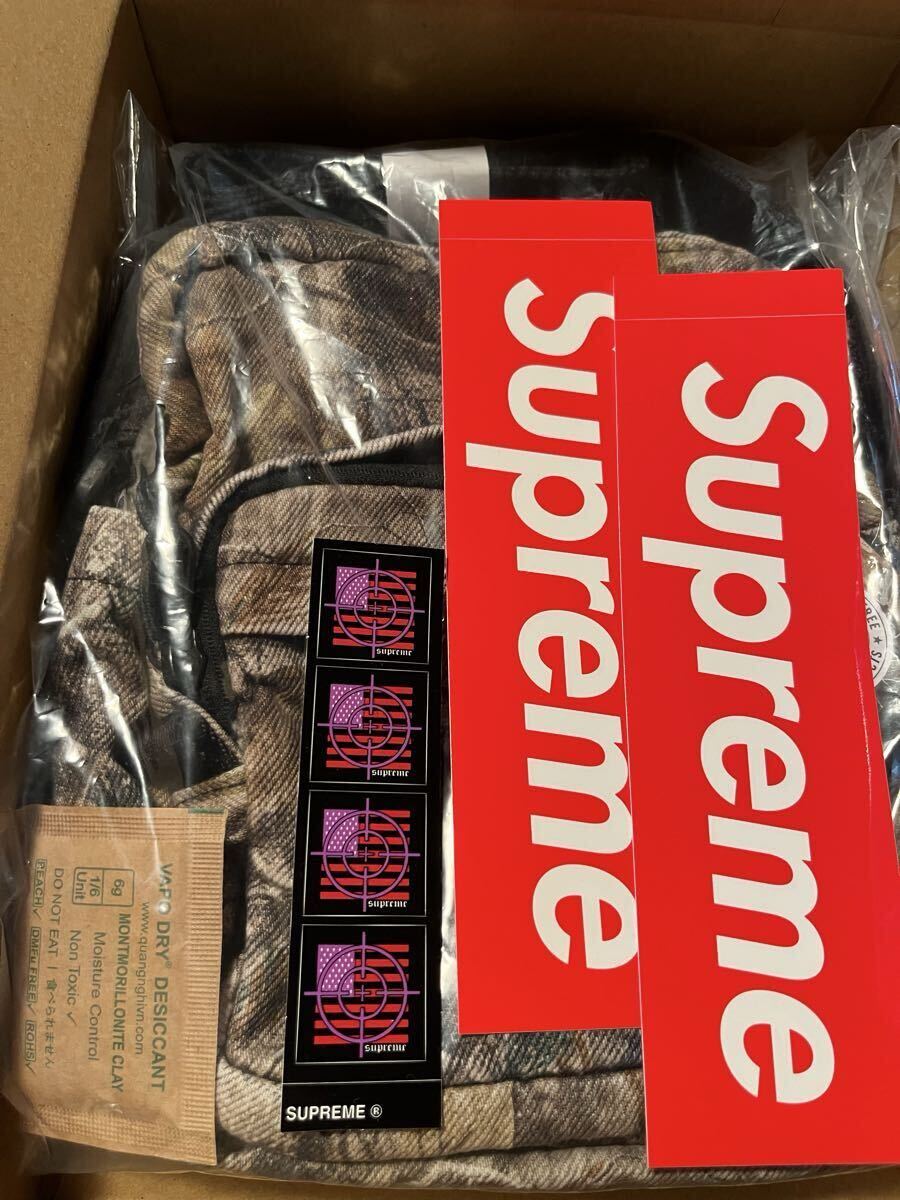 Supreme
Supreme
supreme
supreme
supreme
supreme
SUPREME ®
VAPO DRY® DESICCANT
www.quangnghivn.com
6g
1/6
Unit
MONTMORILLONITE CLAY
Moisture Control
Non Toxic ✓
DO NOT EAT | 食べられません
REACH ✓ DMFu FREE ✓ ROHS ✓